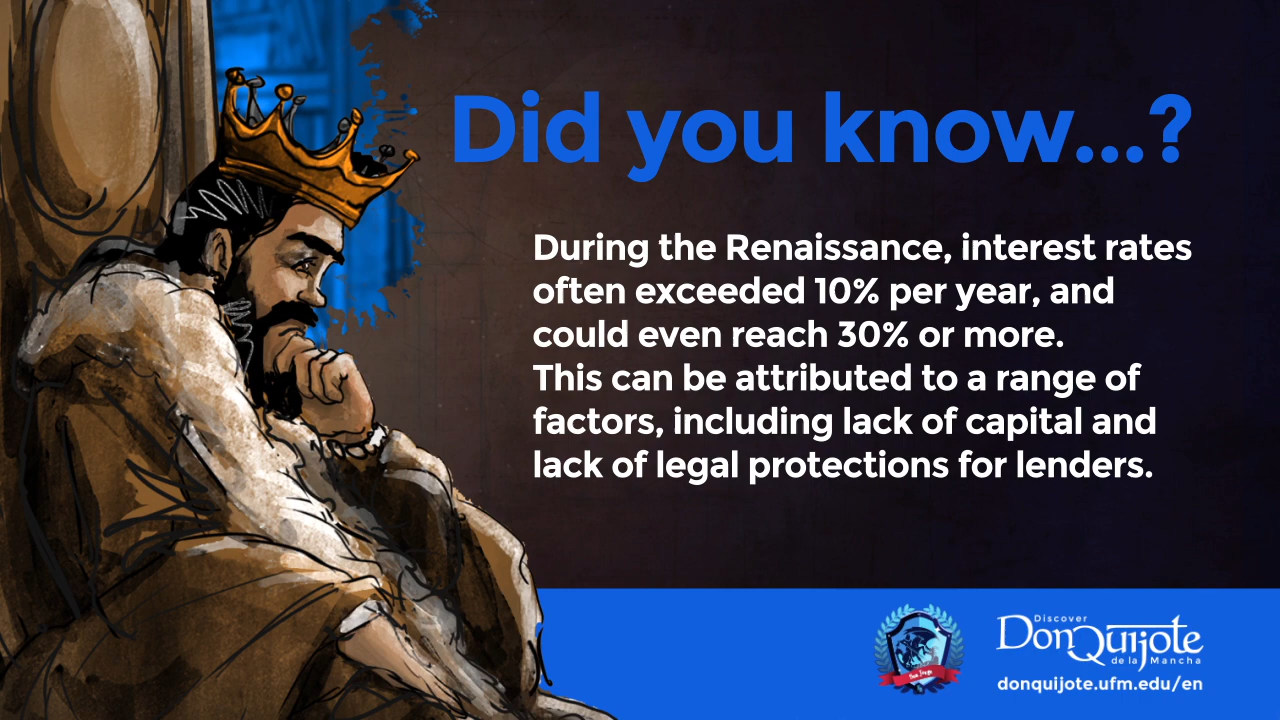 Did you know...?
During the Renaissance, interest rates
often exceeded 10% per year, and
could even reach 30% or more.
This can be attributed to a range of
factors, including lack of capital and
lack of legal protections for lenders.
Discover
DonQuijote
de la Mancha
donquijote.ufm.edu/en